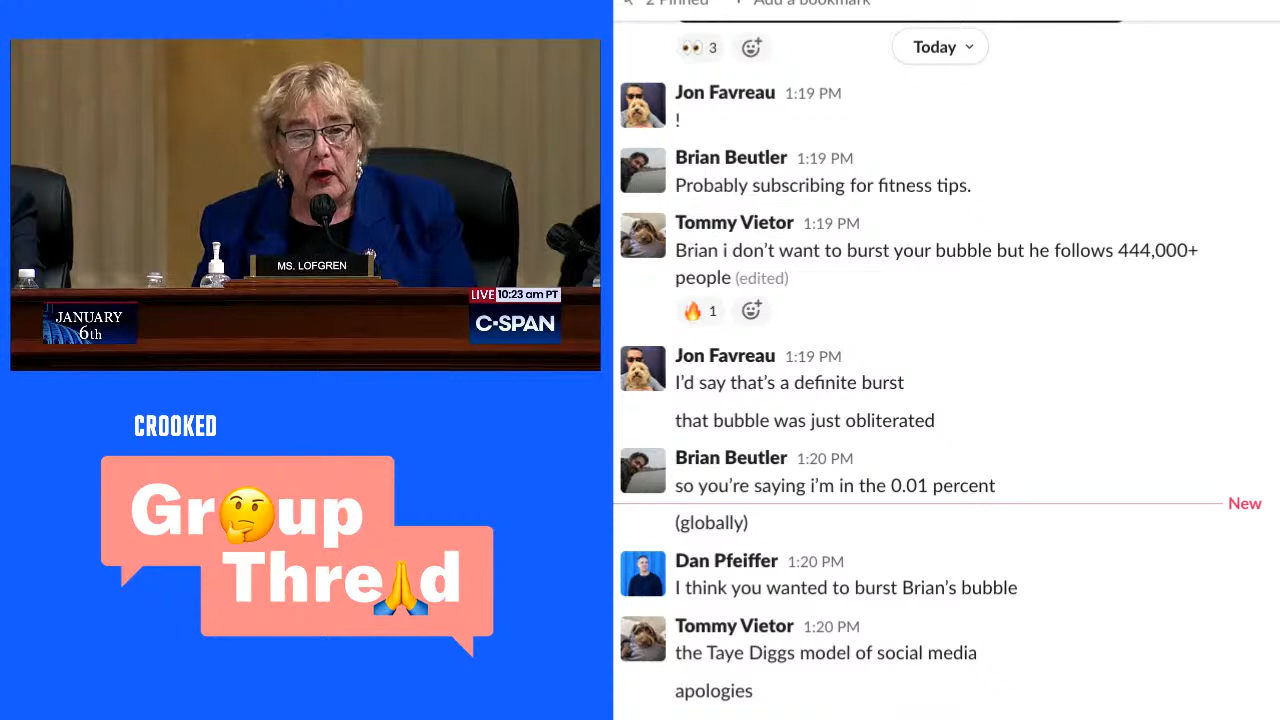 MS. LOFGREN
LIVE 10:23 am PT
C-SPAN
JANUARY
6th
CROOKED
Gr🤔up
Thre🙏d
2 Pinned + Add a bookmark
👀 3
Today
Jon Favreau 1:19 PM
!
Brian Beutler 1:19 PM
Probably subscribing for fitness tips.
Tommy Vietor 1:19 PM
Brian i don't want to burst your bubble but he follows 444,000+
people (edited)
🔥 1
Jon Favreau 1:19 PM
I'd say that's a definite burst
that bubble was just obliterated
Brian Beutler 1:20 PM
so you're saying i'm in the 0.01 percent
New
(globally)
Dan Pfeiffer 1:20 PM
I think you wanted to burst Brian's bubble
Tommy Vietor 1:20 PM
the Taye Diggs model of social media
apologies